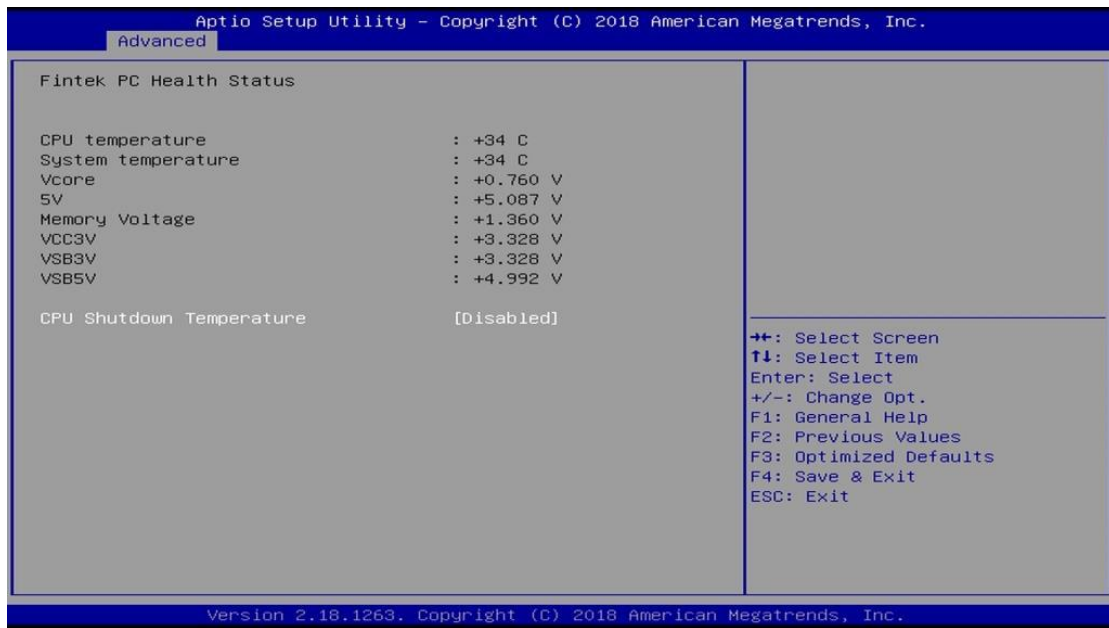 Aptio Setup Utility - Copyright (C) 2018 American Megatrends, Inc.
Advanced
Fintek PC Health Status
CPU temperature : +34 C
System temperature : +34 C
Vcore : +0.760 V
5V : +5.087 V
Memory Voltage : +1.360 V
VCC3V : +3.328 V
VSB3V : +3.328 V
VSB5V : +4.992 V
CPU Shutdown Temperature [Disabled]
→←: Select Screen
↑↓: Select Item
Enter: Select
+/-: Change Opt.
F1: General Help
F2: Previous Values
F3: Optimized Defaults
F4: Save & Exit
ESC: Exit
Version 2.18.1263. Copyright (C) 2018 American Megatrends, Inc.